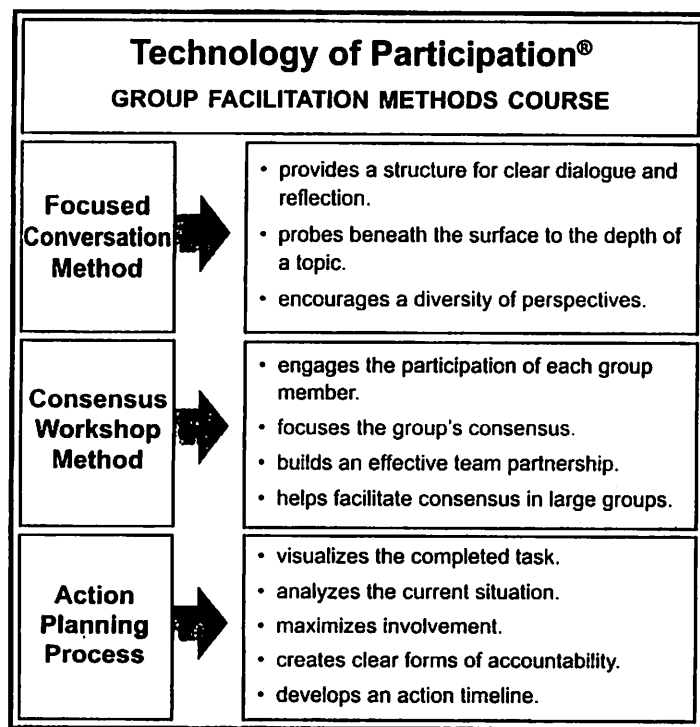 Technology of Participation®
GROUP FACILITATION METHODS COURSE
Focused
Conversation
Method
• provides a structure for clear dialogue and
reflection.
• probes beneath the surface to the depth of
a topic.
• encourages a diversity of perspectives.
Consensus
Workshop
Method
• engages the participation of each group
member.
• focuses the group's consensus.
• builds an effective team partnership.
• helps facilitate consensus in large groups.
Action
Planning
Process
• visualizes the completed task.
• analyzes the current situation.
• maximizes involvement.
• creates clear forms of accountability.
• develops an action timeline.